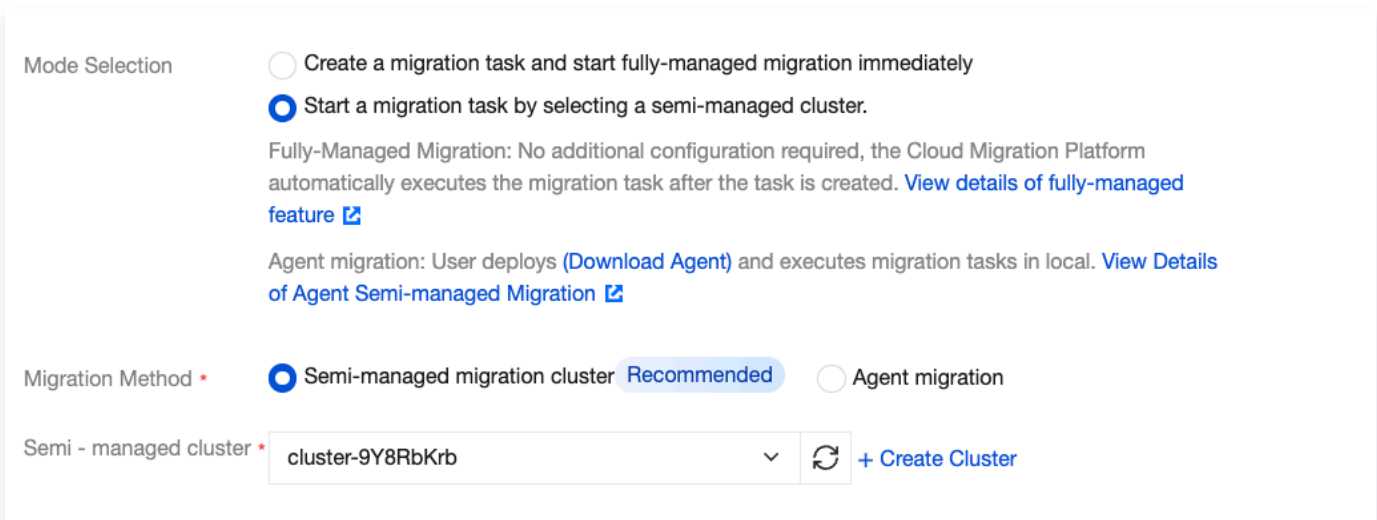 Mode Selection
Create a migration task and start fully-managed migration immediately
Start a migration task by selecting a semi-managed cluster.
Fully-Managed Migration: No additional configuration required, the Cloud Migration Platform
automatically executes the migration task after the task is created. View details of fully-managed
feature
Agent migration: User deploys (Download Agent) and executes migration tasks in local. View Details
of Agent Semi-managed Migration
Migration Method * Semi-managed migration cluster Recommended Agent migration
Semi - managed cluster * cluster-9Y8RbKrb + Create Cluster